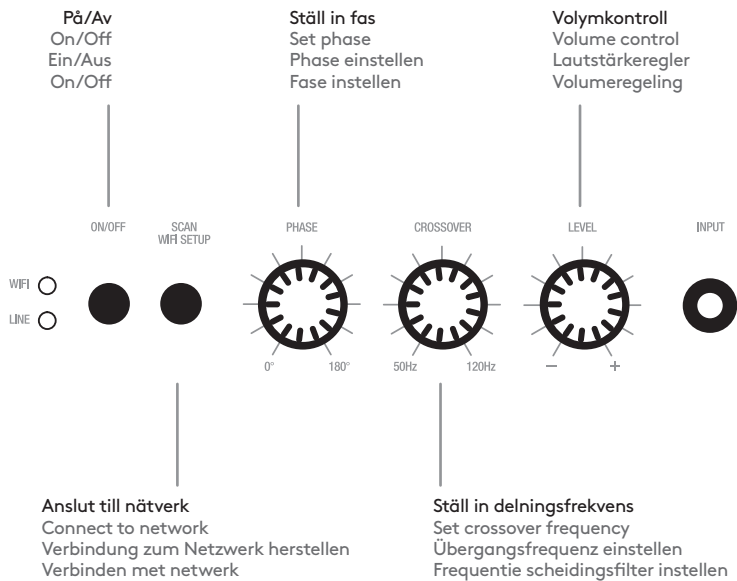 På/Av
On/Off
Ein/Aus
On/Off
Ställ in fas
Set phase
Phase einstellen
Fase instellen
Volymkontroll
Volume control
Lautstärkeregler
Volumeregeling
ON/OFF
SCAN
WIFI SETUP
PHASE
CROSSOVER
LEVEL
INPUT
WIFI
LINE
0°
180°
50Hz
120Hz
−
+
Anslut till nätverk
Connect to network
Verbindung zum Netzwerk herstellen
Verbinden met netwerk
Ställ in delningsfrekvens
Set crossover frequency
Übergangsfrequenz einstellen
Frequentie scheidingsfilter instellen